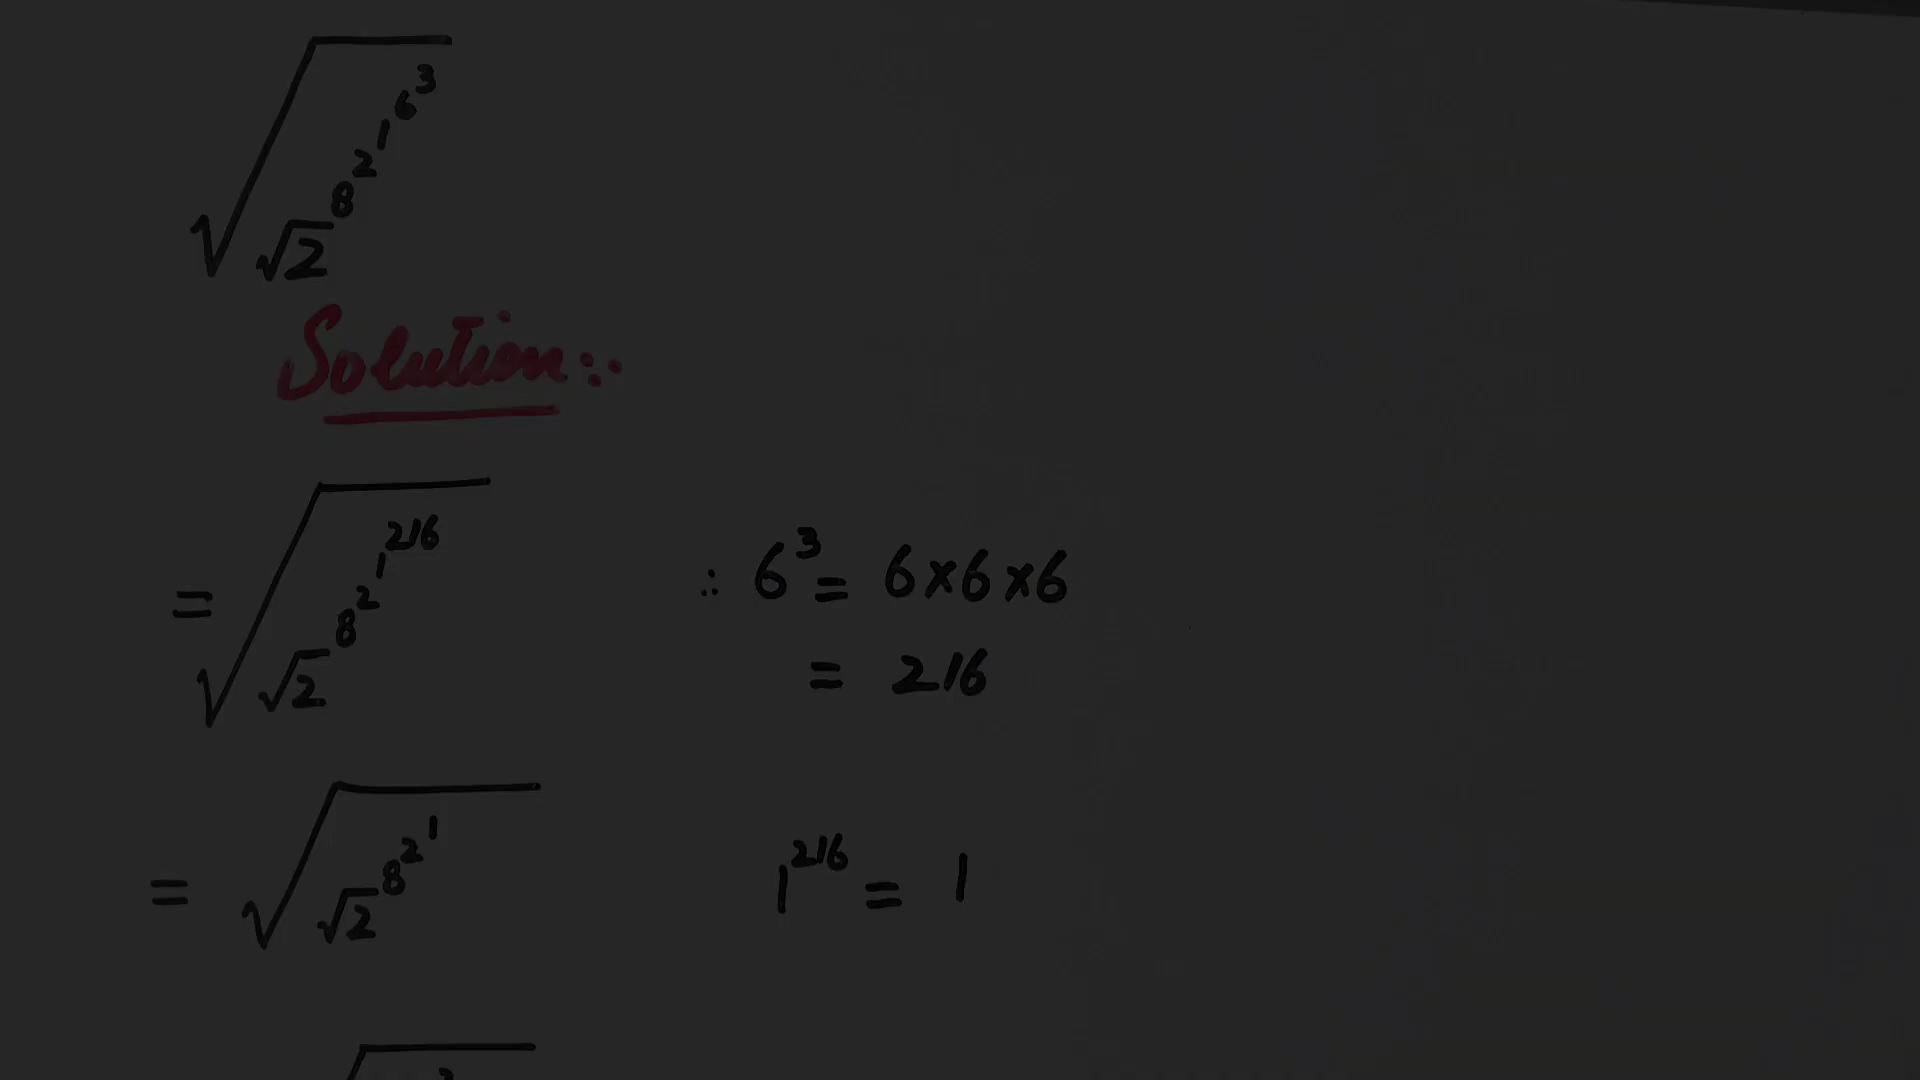 √(√2^8^2^1^6^3)
Solution:.
= √(√2^8^2^1^216)
∴ 6^3 = 6×6×6
= 216
= √(√2^8^2^1)
1^216 = 1